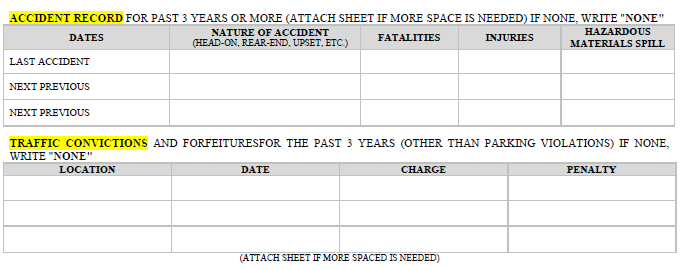 ACCIDENT RECORD FOR PAST 3 YEARS OR MORE (ATTACH SHEET IF MORE SPACE IS NEEDED) IF NONE, WRITE "NONE"
DATES NATURE OF ACCIDENT (HEAD-ON, REAR-END, UPSET, ETC.) FATALITIES INJURIES HAZARDOUS MATERIALS SPILL
LAST ACCIDENT
NEXT PREVIOUS
NEXT PREVIOUS
TRAFFIC CONVICTIONS AND FORFEITURESFOR THE PAST 3 YEARS (OTHER THAN PARKING VIOLATIONS) IF NONE,
WRITE "NONE"
LOCATION DATE CHARGE PENALTY
(ATTACH SHEET IF MORE SPACED IS NEEDED)